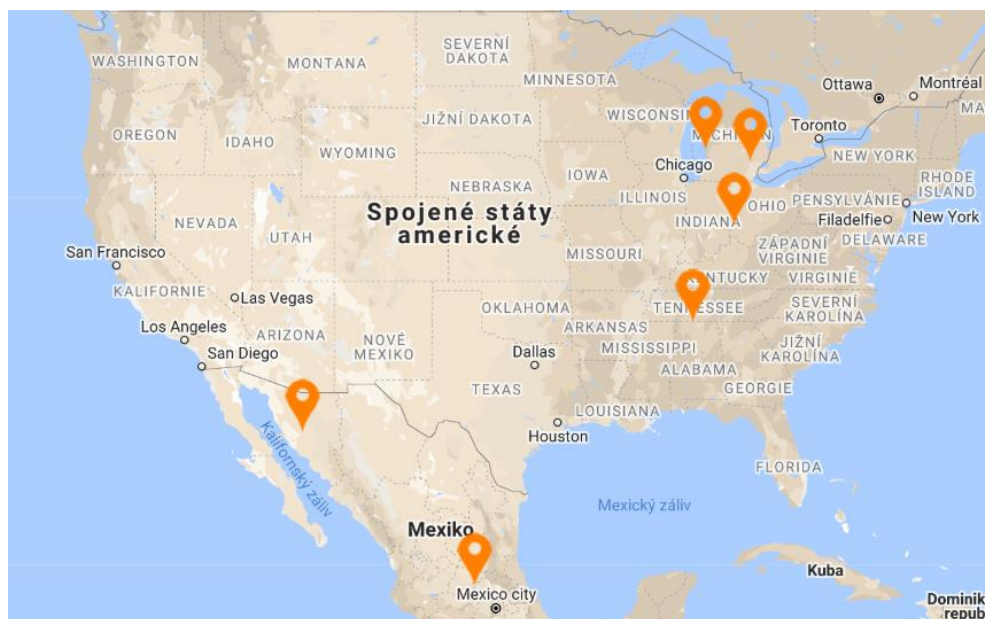 WASHINGTON
MONTANA
SEVERNÍ
DAKOTA
MINNESOTA
Ottawa
Montréal
OREGON
IDAHO
JIŽNÍ DAKOTA
WISCONSIN
MICHIGAN
Toronto
MA
WYOMING
Chicago
NEW YORK
NEBRASKA
IOWA
RHODE
ISLAND
NEVADA
UTAH
Spojené státy
americké
ILLINOIS
INDIANA
OHIO
PENSYLVÁNIE
New York
Filadelfie
San Francisco
MISSOURI
ZÁPADNÍ
VIRGINIE
DELAWARE
KALIFORNIE
Las Vegas
KENTUCKY
VIRGINIE
Los Angeles
ARIZONA
NOVÉ
MEXIKO
OKLAHOMA
TENNESSEE
SEVERNÍ
KAROLÍNA
ARKANSAS
San Diego
Dallas
MISSISSIPPI
JIŽNÍ
KAROLÍNA
TEXAS
ALABAMA
GEORGIE
LOUISIANA
Houston
Kalifornský záliv
FLORIDA
Mexický záliv
Mexiko
Kuba
Mexico city
Dominik
repub